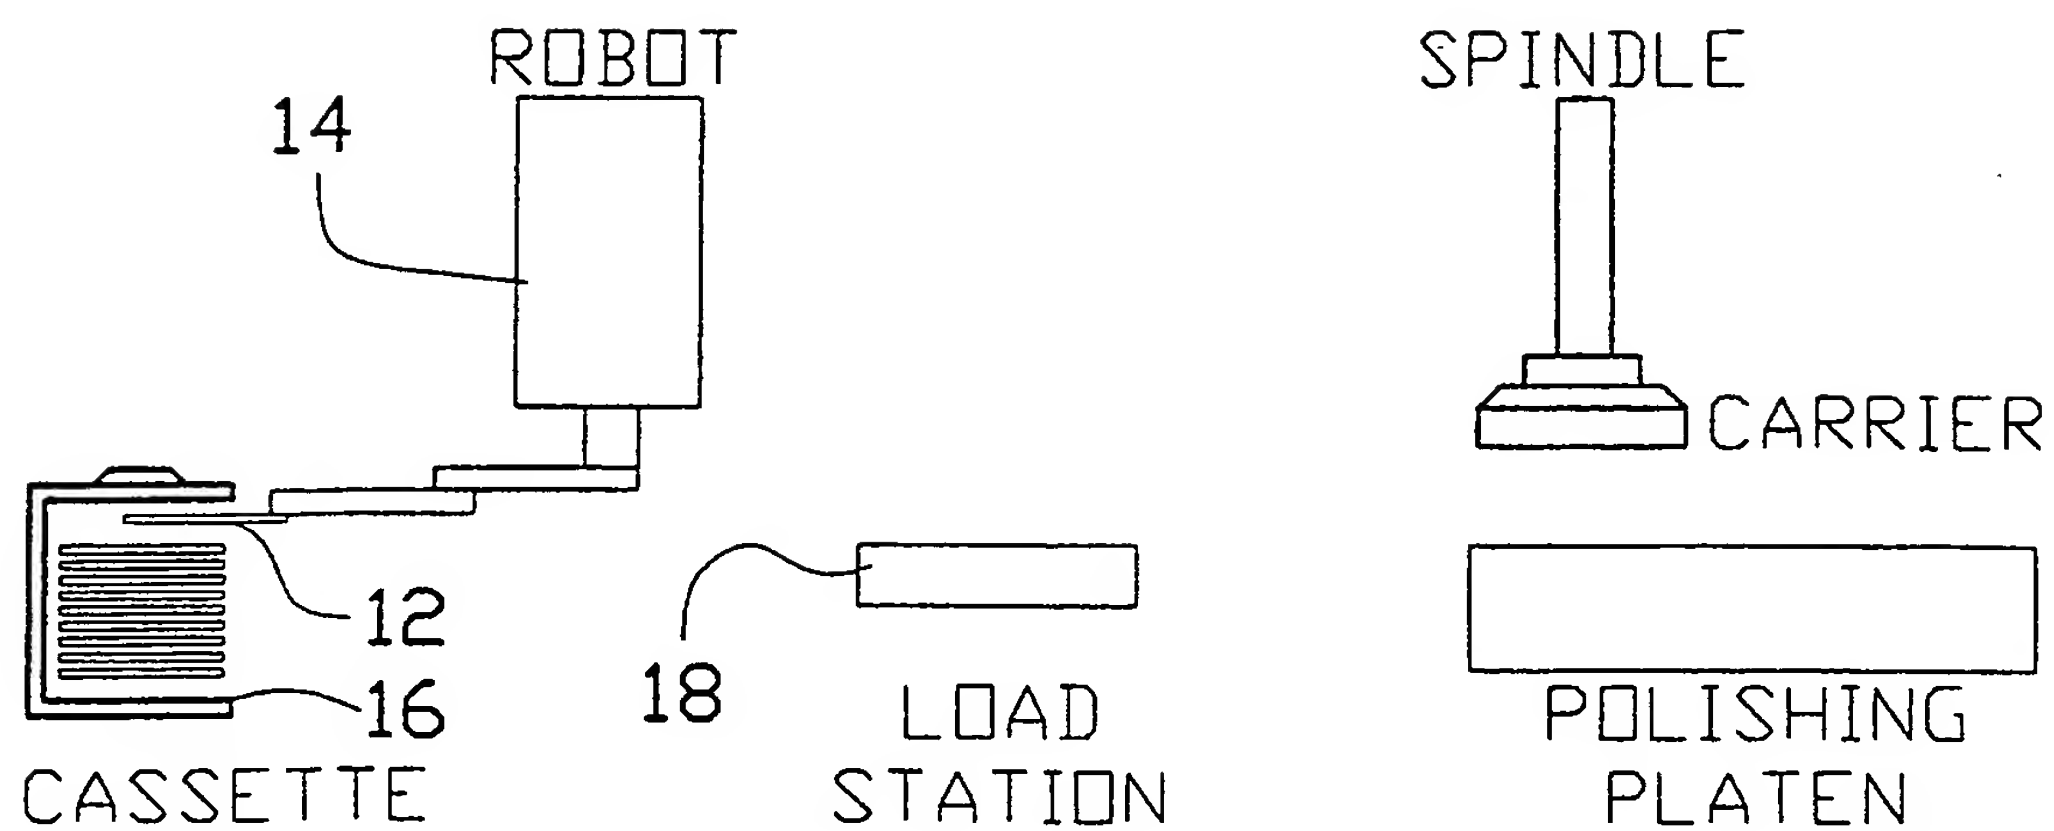 ROBOT
SPINDLE
14
CARRIER
12
18
16
LOAD
STATION
POLISHING
PLATEN
CASSETTE